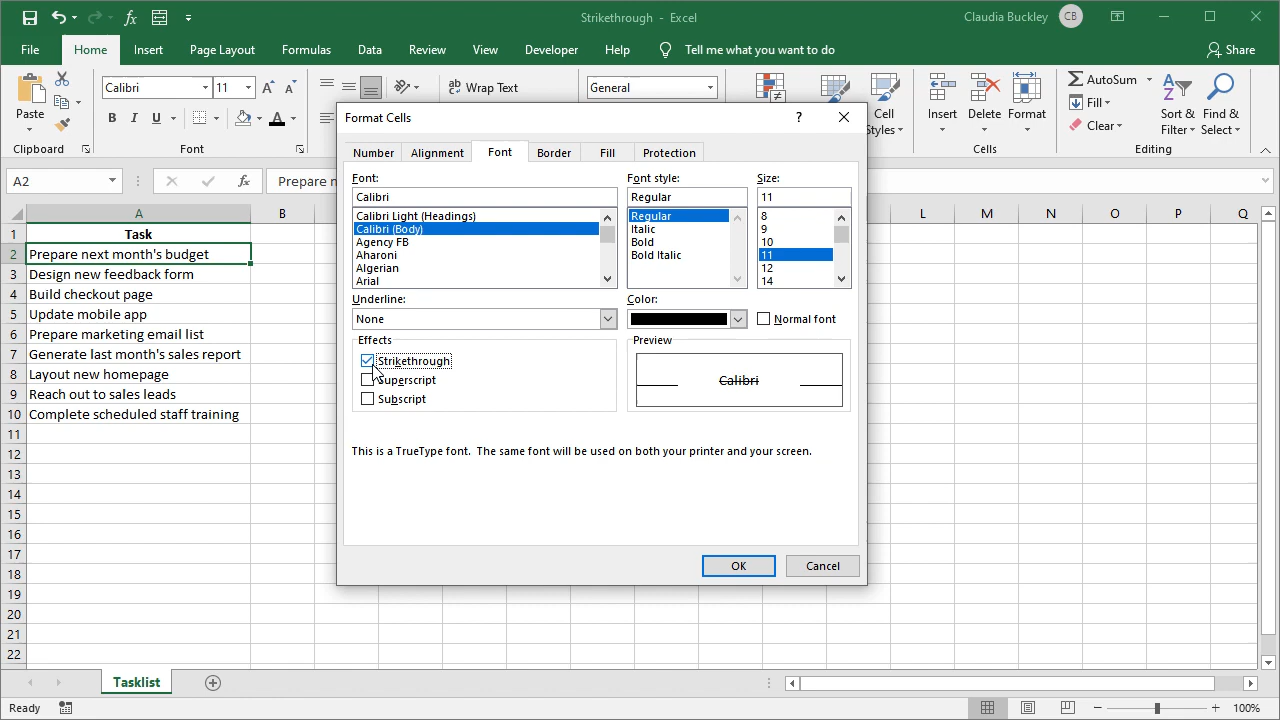 Strikethrough - Excel
Claudia Buckley CB
File Home Insert Page Layout Formulas Data Review View Developer Help Tell me what you want to do Share
Calibri 11 Wrap Text General AutoSum
Paste B I U A Cell Insert Delete Format Fill Sort & Find &
Styles Clear Filter Select
Clipboard Font Cells Editing
A2 fx Prepare n
A B L M N O P Q
1 Task
2 Prepare next month's budget
3 Design new feedback form
4 Build checkout page
5 Update mobile app
6 Prepare marketing email list
7 Generate last month's sales report
8 Layout new homepage
9 Reach out to sales leads
10 Complete scheduled staff training
11
12
13
14
15
16
17
18
19
20
21
22
Format Cells ?
Number Alignment Font Border Fill Protection
Font: Font style: Size:
Calibri Regular 11
Calibri Light (Headings) Regular 8
Calibri (Body) Italic 9
Agency FB Bold 10
Aharoni Bold Italic 11
Algerian 12
Arial 14
Underline: Color:
None Normal font
Effects Preview
Strikethrough Calibri
Superscript
Subscript
This is a TrueType font. The same font will be used on both your printer and your screen.
OK Cancel
Tasklist
Ready 100%